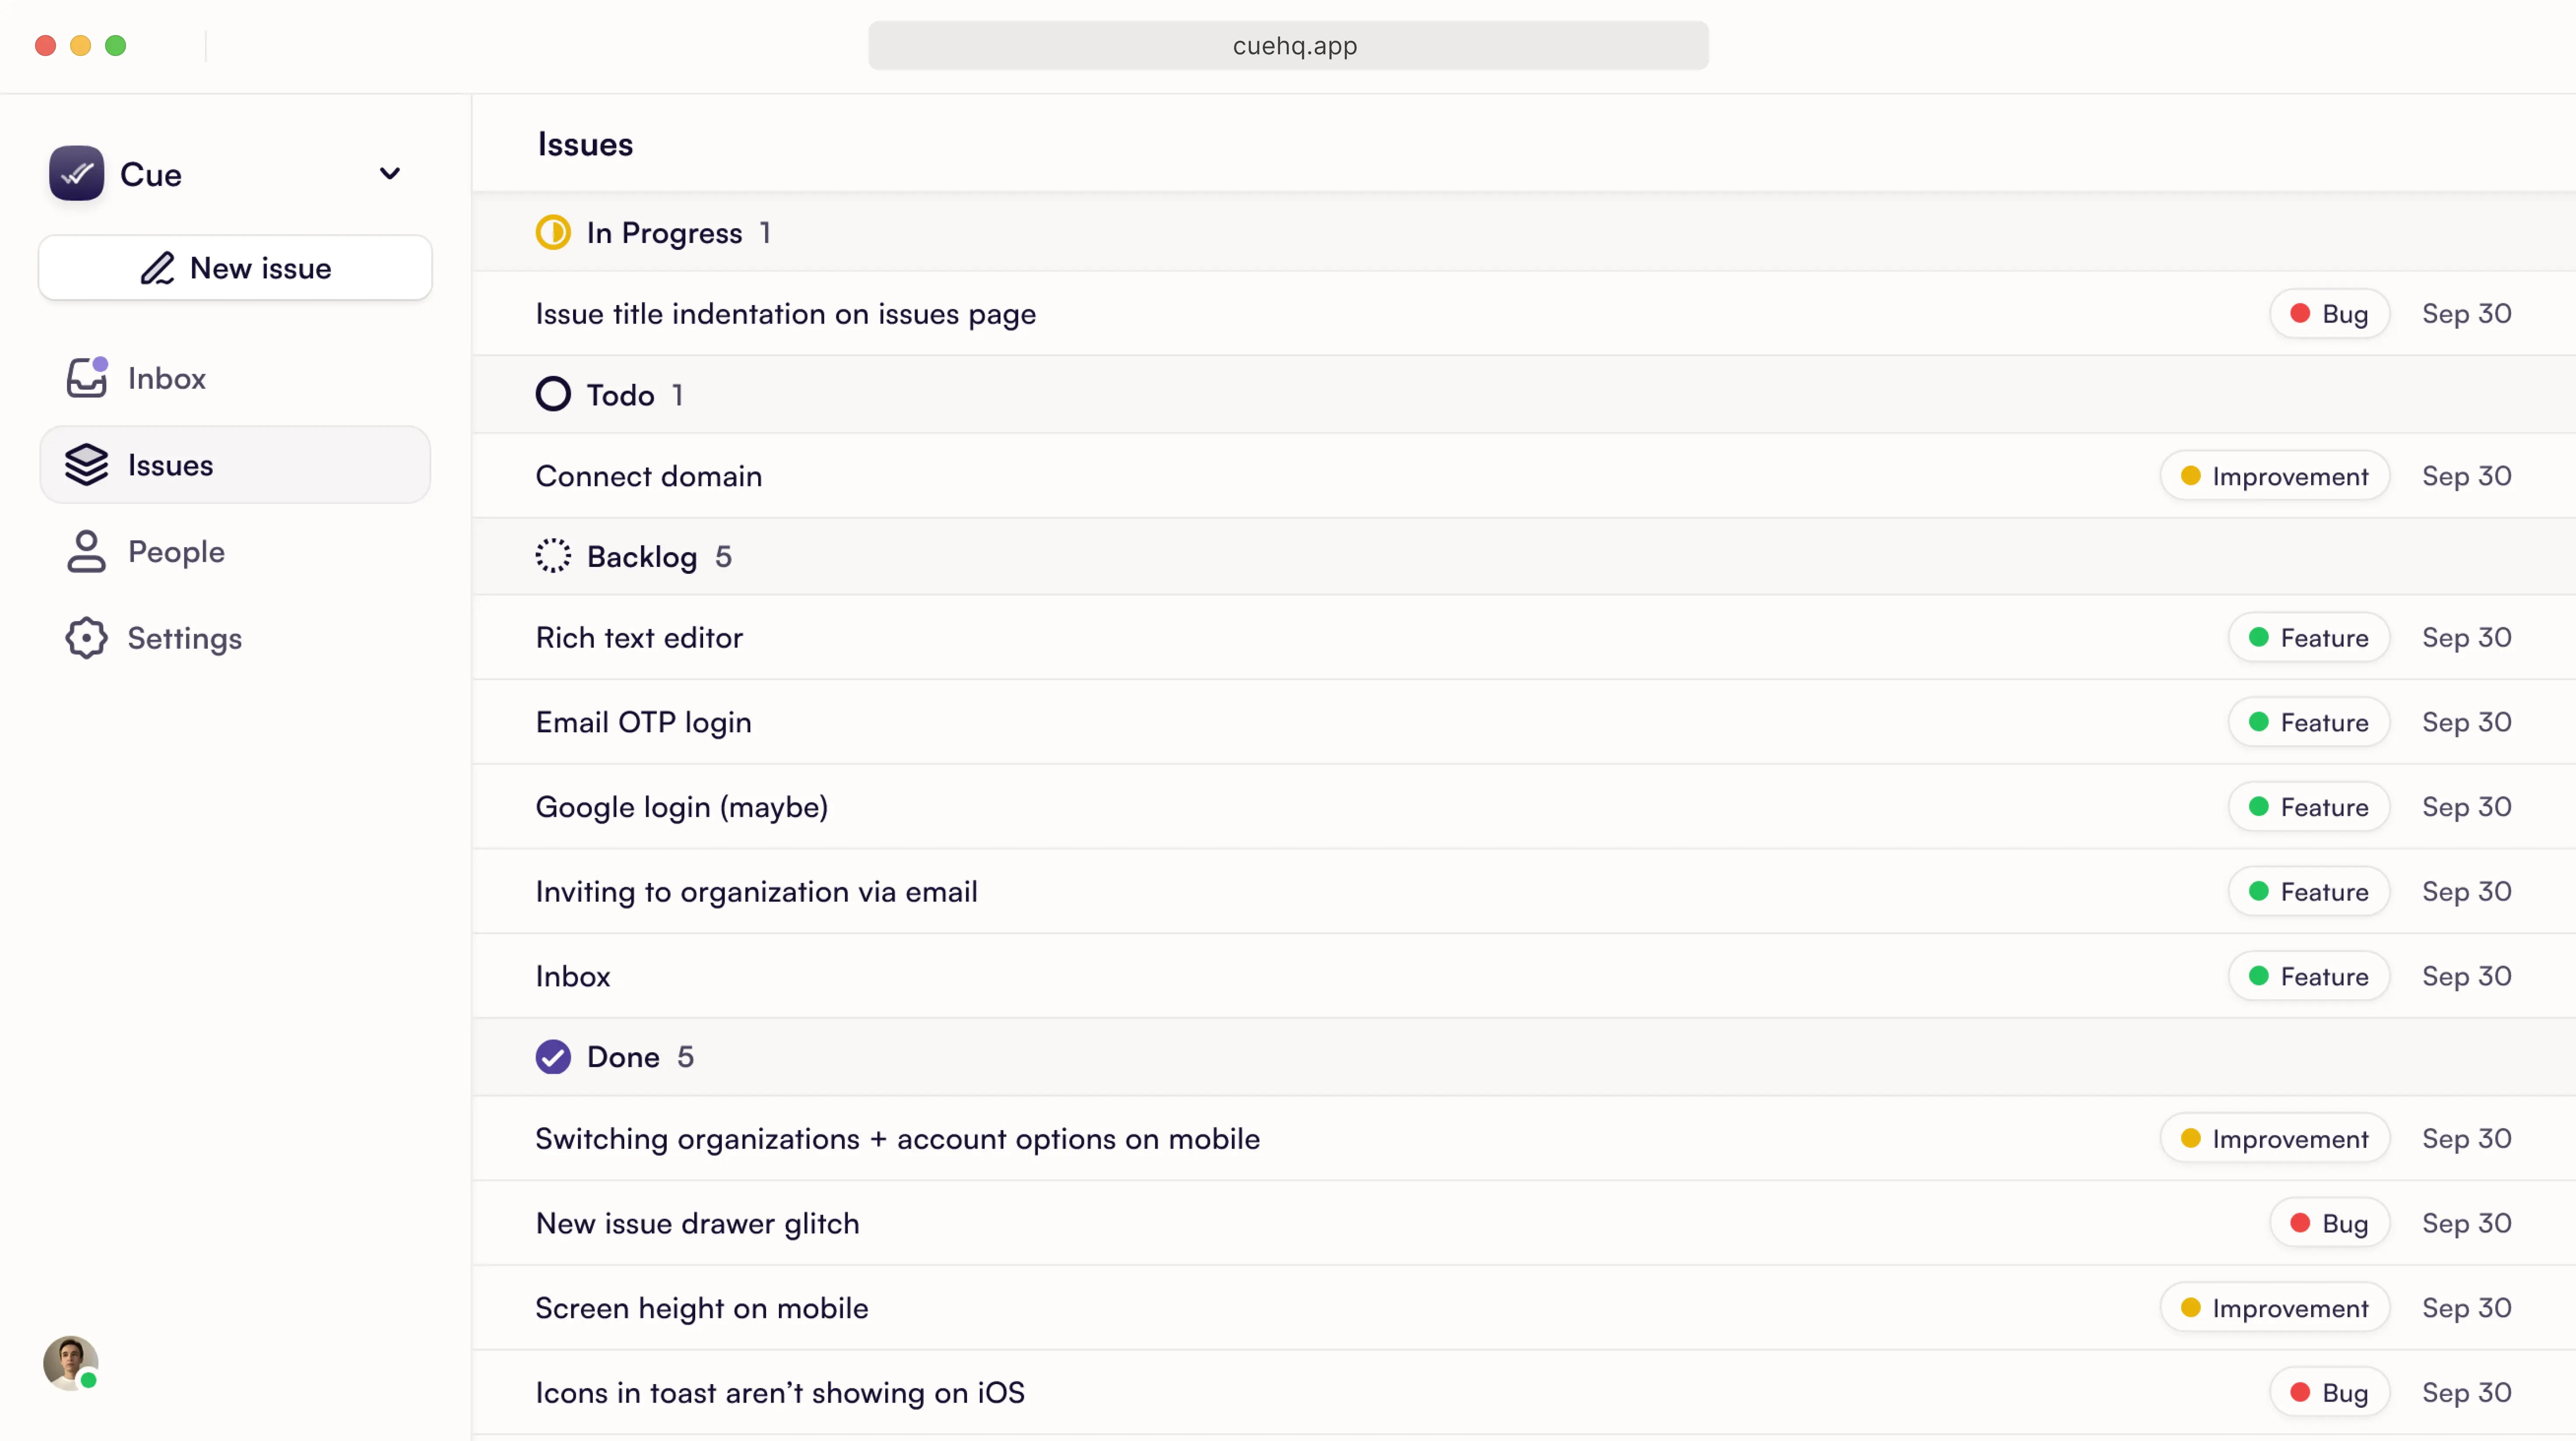 cuehq.app
Cue
New issue
Inbox
Issues
People
Settings
Issues
In Progress 1
Issue title indentation on issues page Bug Sep 30
Todo 1
Connect domain Improvement Sep 30
Backlog 5
Rich text editor Feature Sep 30
Email OTP login Feature Sep 30
Google login (maybe) Feature Sep 30
Inviting to organization via email Feature Sep 30
Inbox Feature Sep 30
Done 5
Switching organizations + account options on mobile Improvement Sep 30
New issue drawer glitch Bug Sep 30
Screen height on mobile Improvement Sep 30
Icons in toast aren’t showing on iOS Bug Sep 30